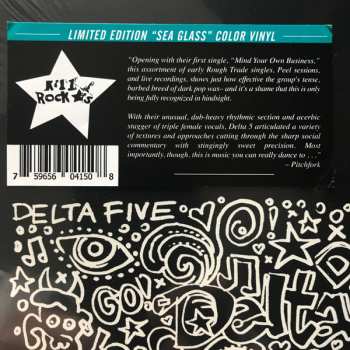 LIMITED EDITION "SEA GLASS" COLOR VINYL
KILL
ROCK
S
"Opening with their first single, "Mind Your Own Business,"
this assortment of early Rough Trade singles, Peel sessions,
and live recordings, shows just how effective the group's tense,
barbed breed of dark pop was– and it's a shame that this is only
being fully recognized in hindsight.
With their unusual, dub-heavy rhythmic section and acerbic
snagger of triple female vocals, Delta 5 articulated a variety
of textures and approaches cutting through the sharp social
commentary with stingingly sweet precision. Most
importantly, though, this is music you can really dance to . . ."
– Pitchfork
7 59656 04150 8
DELTA FIVE
GO!
Delta